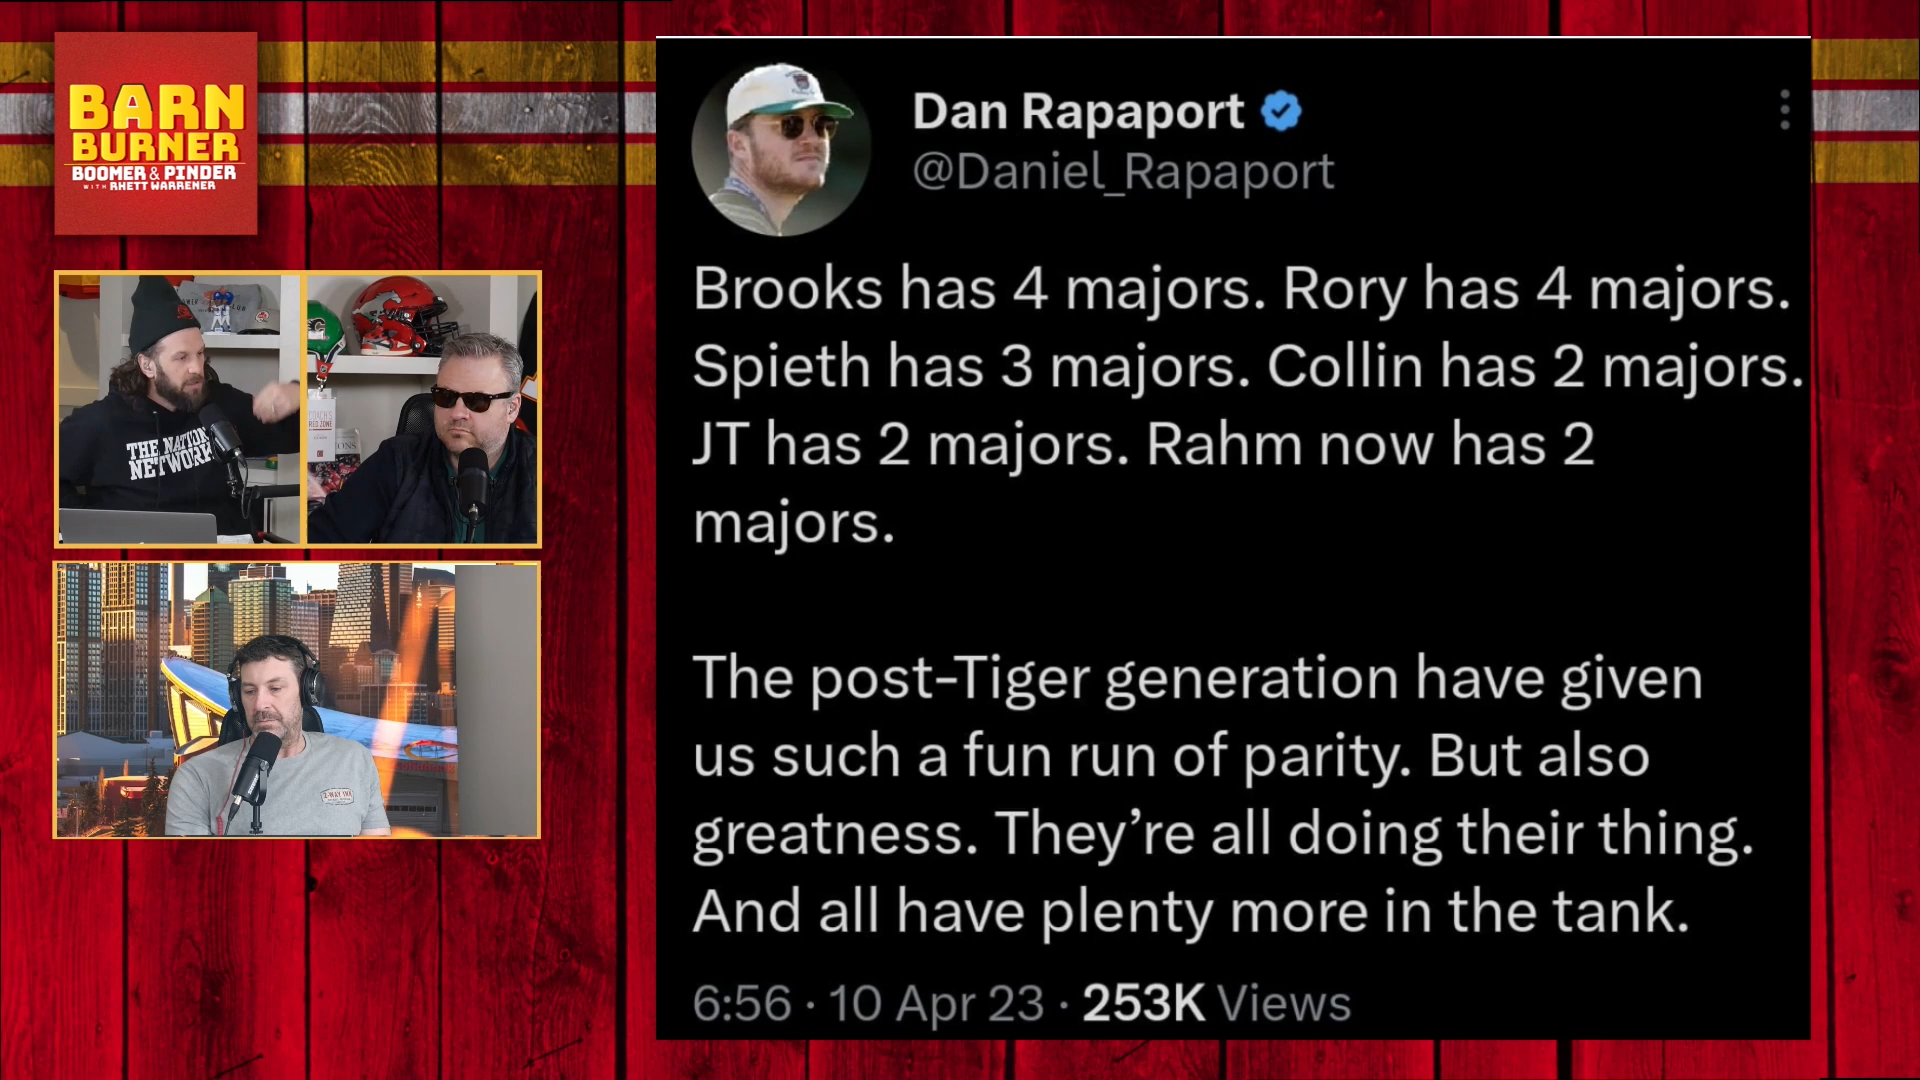 BARN
BURNER
BOOMER & PINDER
WITH RHETT WARRENER
THE NATION
NETWORK
Dan Rapaport
@Daniel_Rapaport
Brooks has 4 majors. Rory has 4 majors.
Spieth has 3 majors. Collin has 2 majors.
JT has 2 majors. Rahm now has 2
majors.
The post-Tiger generation have given
us such a fun run of parity. But also
greatness. They’re all doing their thing.
And all have plenty more in the tank.
6:56 · 10 Apr 23 · 253K Views